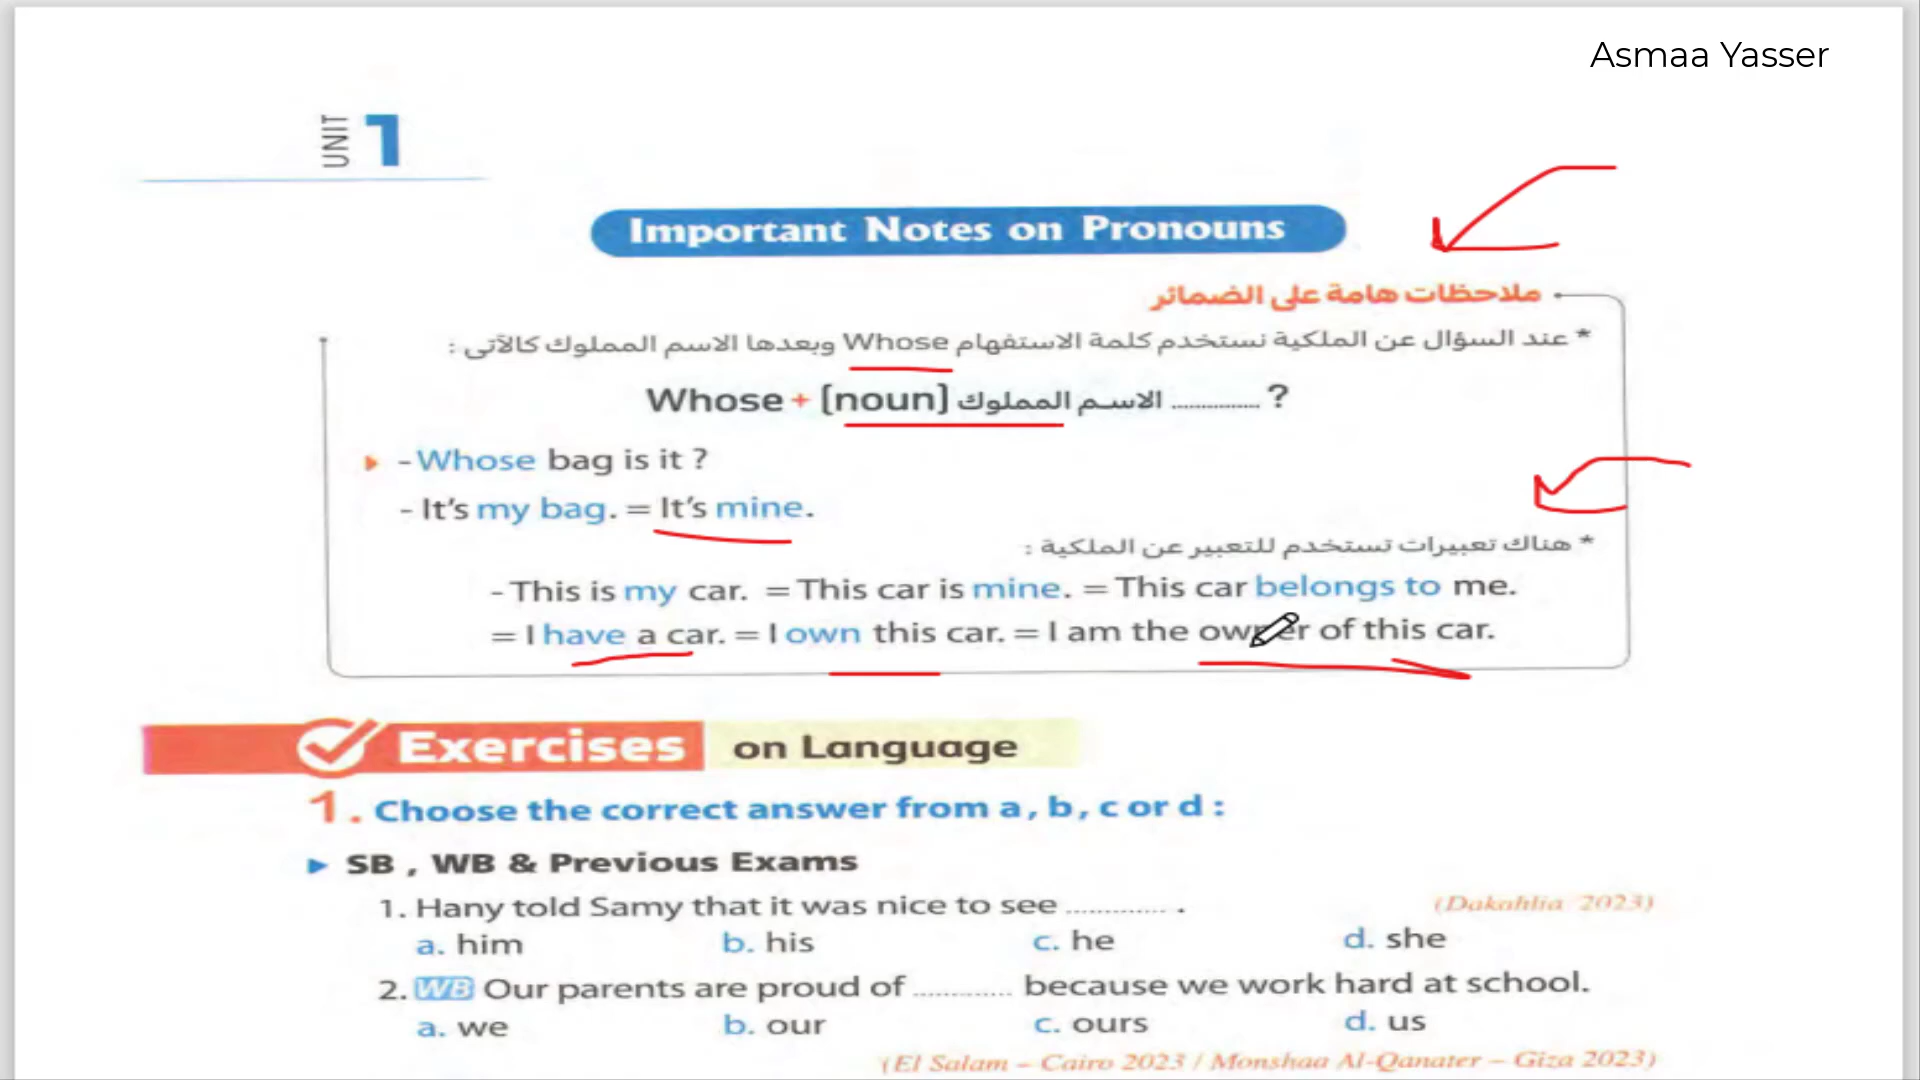 Asmaa Yasser
UNIT 1
Important Notes on Pronouns
ملاحظات هامة على الضمائر
* عند السؤال عن الملكية نستخدم كلمة الاستفهام Whose وبعدها الاسم المملوك كالآتى :
Whose + (noun) الاسم المملوك ............... ?
- Whose bag is it ?
- It's my bag. = It's mine.
* هناك تعبيرات تستخدم للتعبير عن الملكية :
- This is my car. = This car is mine. = This car belongs to me.
= I have a car. = I own this car. = I am the owner of this car.
Exercises on Language
1. Choose the correct answer from a, b, c or d :
SB , WB & Previous Exams
1. Hany told Samy that it was nice to see ............. . (Dakahlia 2023)
a. him b. his c. he d. she
2. WB Our parents are proud of ............. because we work hard at school.
a. we b. our c. ours d. us
(El Salam – Cairo 2023 / Monshaa Al-Qanater – Giza 2023)